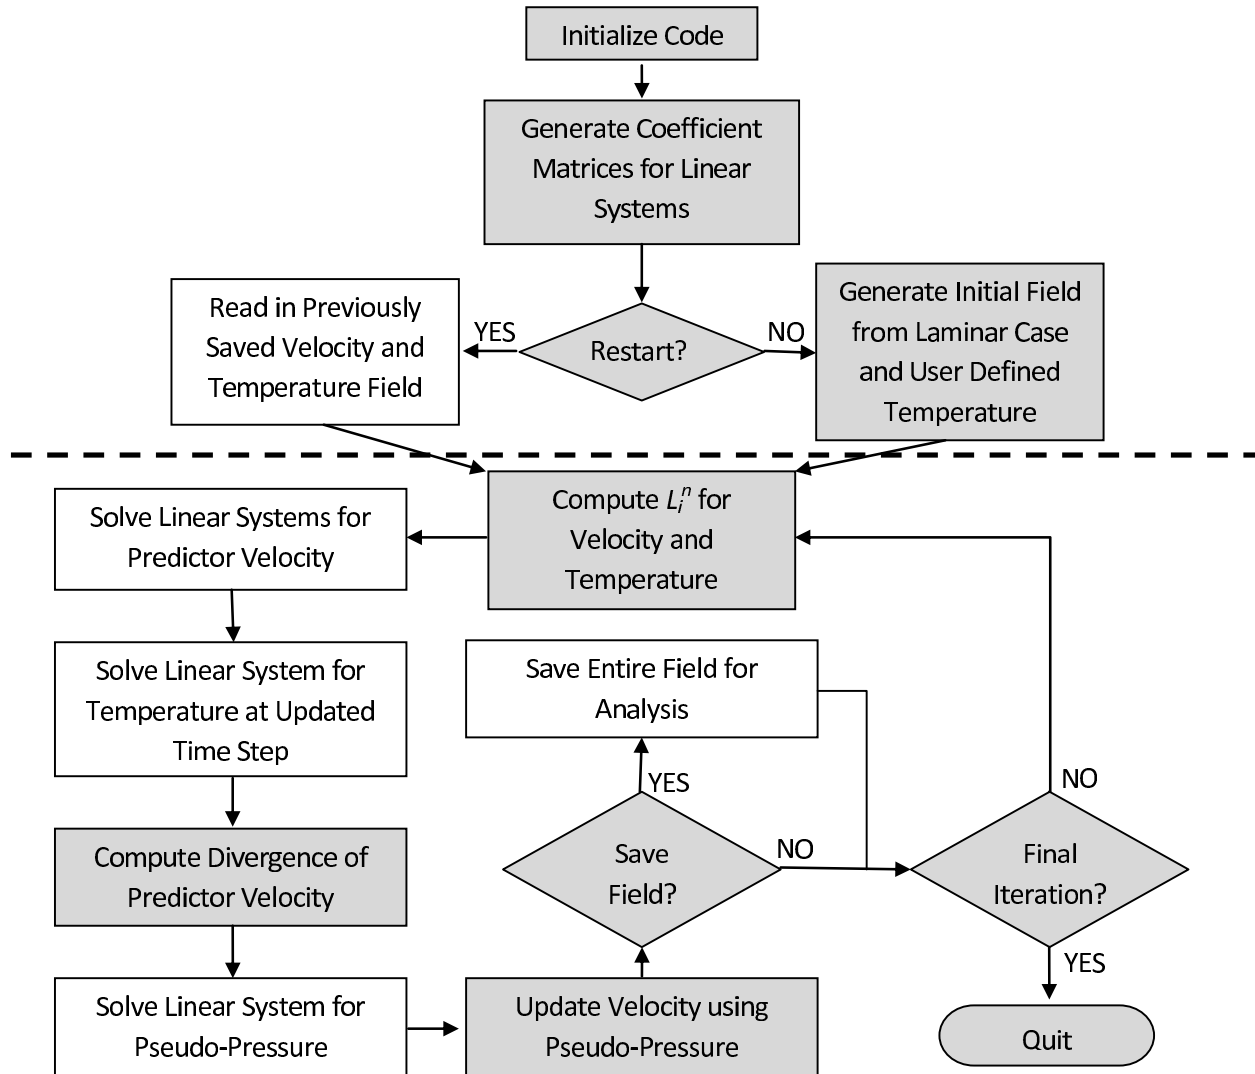 Initialize Code
Generate Coefficient
Matrices for Linear
Systems
Read in Previously
Saved Velocity and
Temperature Field
YES
Restart?
NO
Generate Initial Field
from Laminar Case
and User Defined
Temperature
Solve Linear Systems for
Predictor Velocity
Compute Lᵢⁿ for
Velocity and
Temperature
Solve Linear System for
Temperature at Updated
Time Step
Save Entire Field for
Analysis
YES
NO
Compute Divergence of
Predictor Velocity
Save
Field?
NO
Final
Iteration?
YES
Solve Linear System for
Pseudo-Pressure
Update Velocity using
Pseudo-Pressure
Quit